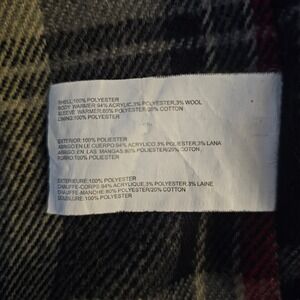 SHELL:100% POLYESTER
BODY WARMER:94% ACRYLIC,3% POLYESTER,3% WOOL
SLEEVE WARMER:80% POLYESTER/20% COTTON
LINING:100% POLYESTER
EXTERIOR:100% POLIESTER
ABRIGO EN LE CUERPO:94% ACRYLICO,3% POLIESTER,3% LANA
ABRIGO EN LAS MANGAS:80% POLIESTER/20% COTON
FORRO:100% POLIESTER
EXTERIEURE:100% POLYESTER
CHAUFFE-CORPS:94% ACRYLIQUE,3% POLYESTER,3% LAINE
CHAUFFE-MANCHE:80% POLYESTER/20% COTTON
DOUBLURE:100% POLYESTER